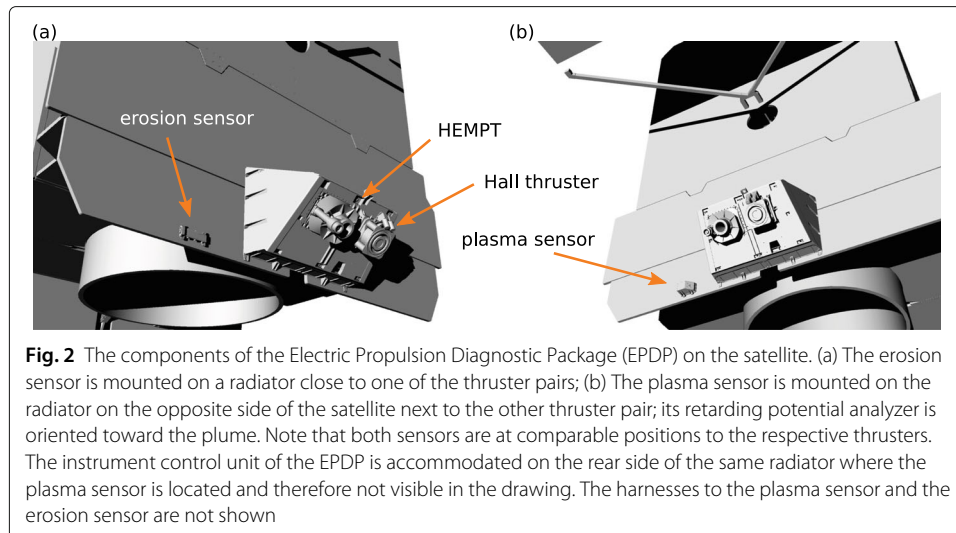 (a)
(b)
erosion sensor
HEMPT
Hall thruster
plasma sensor
Fig. 2 The components of the Electric Propulsion Diagnostic Package (EPDP) on the satellite. (a) The erosion
sensor is mounted on a radiator close to one of the thruster pairs; (b) The plasma sensor is mounted on the
radiator on the opposite side of the satellite next to the other thruster pair; its retarding potential analyzer is
oriented toward the plume. Note that both sensors are at comparable positions to the respective thrusters.
The instrument control unit of the EPDP is accommodated on the rear side of the same radiator where the
plasma sensor is located and therefore not visible in the drawing. The harnesses to the plasma sensor and the
erosion sensor are not shown